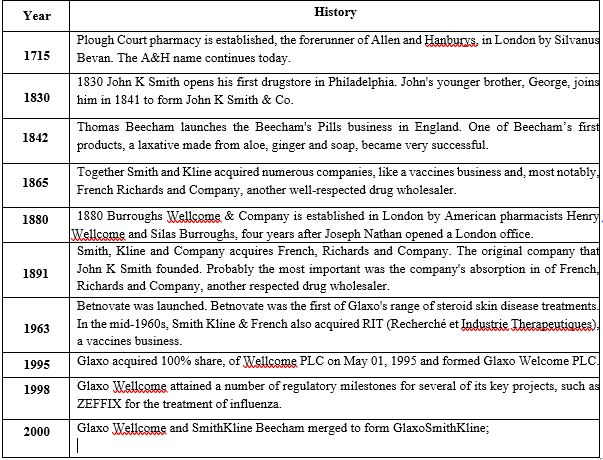 Year History
Plough Court pharmacy is established, the forerunner of Allen and Hanburys, in London by Silvanus
1715 Bevan. The A&H name continues today.
1830 John K Smith opens his first drugstore in Philadelphia. John's younger brother, George, joins
1830 him in 1841 to form John K Smith & Co.
Thomas Beecham launches the Beecham's Pills business in England. One of Beecham's first
1842 products, a laxative made from aloe, ginger and soap, became very successful.
Together Smith and Kline acquired numerous companies, like a vaccines business and, most notably,
1865 French Richards and Company, another well-respected drug wholesaler.
1880 1880 Burroughs Wellcome & Company is established in London by American pharmacists Henry
Wellcome and Silas Burroughs, four years after Joseph Nathan opened a London office.
Smith, Kline and Company acquires French, Richards and Company. The original company that
1891 John K Smith founded. Probably the most important was the company's absorption in of French,
Richards and Company, another respected drug wholesaler.
Betnovate was launched. Betnovate was the first of Glaxo's range of steroid skin disease treatments.
1963 In the mid-1960s, Smith Kline & French also acquired RIT (Recherché et Industrie Therapeutiques),
a vaccines business.
1995 Glaxo acquired 100% share, of Wellcome PLC on May 01, 1995 and formed Glaxo Welcome PLC.
1998 Glaxo Wellcome attained a number of regulatory milestones for several of its key projects, such as
ZEFFIX for the treatment of influenza.
2000 Glaxo Wellcome and SmithKline Beecham merged to form GlaxoSmithKline;